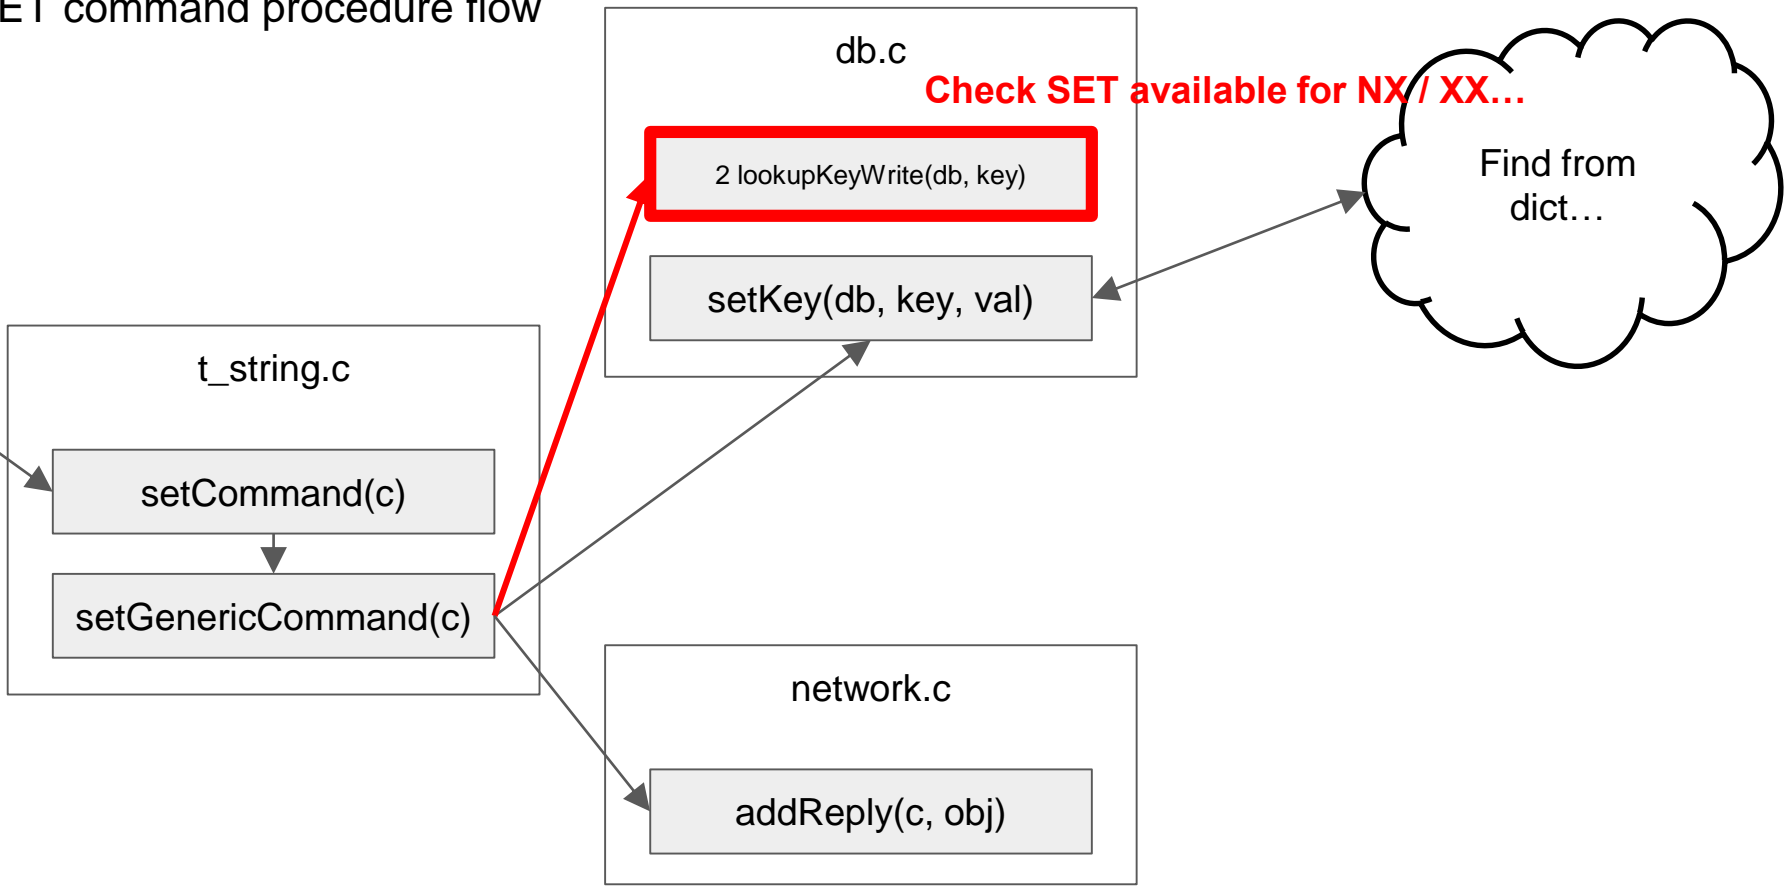 ET command procedure flow
db.c
Check SET available for NX / XX…
2 lookupKeyWrite(db, key)
Find from
dict…
setKey(db, key, val)
t_string.c
setCommand(c)
setGenericCommand(c)
network.c
addReply(c, obj)